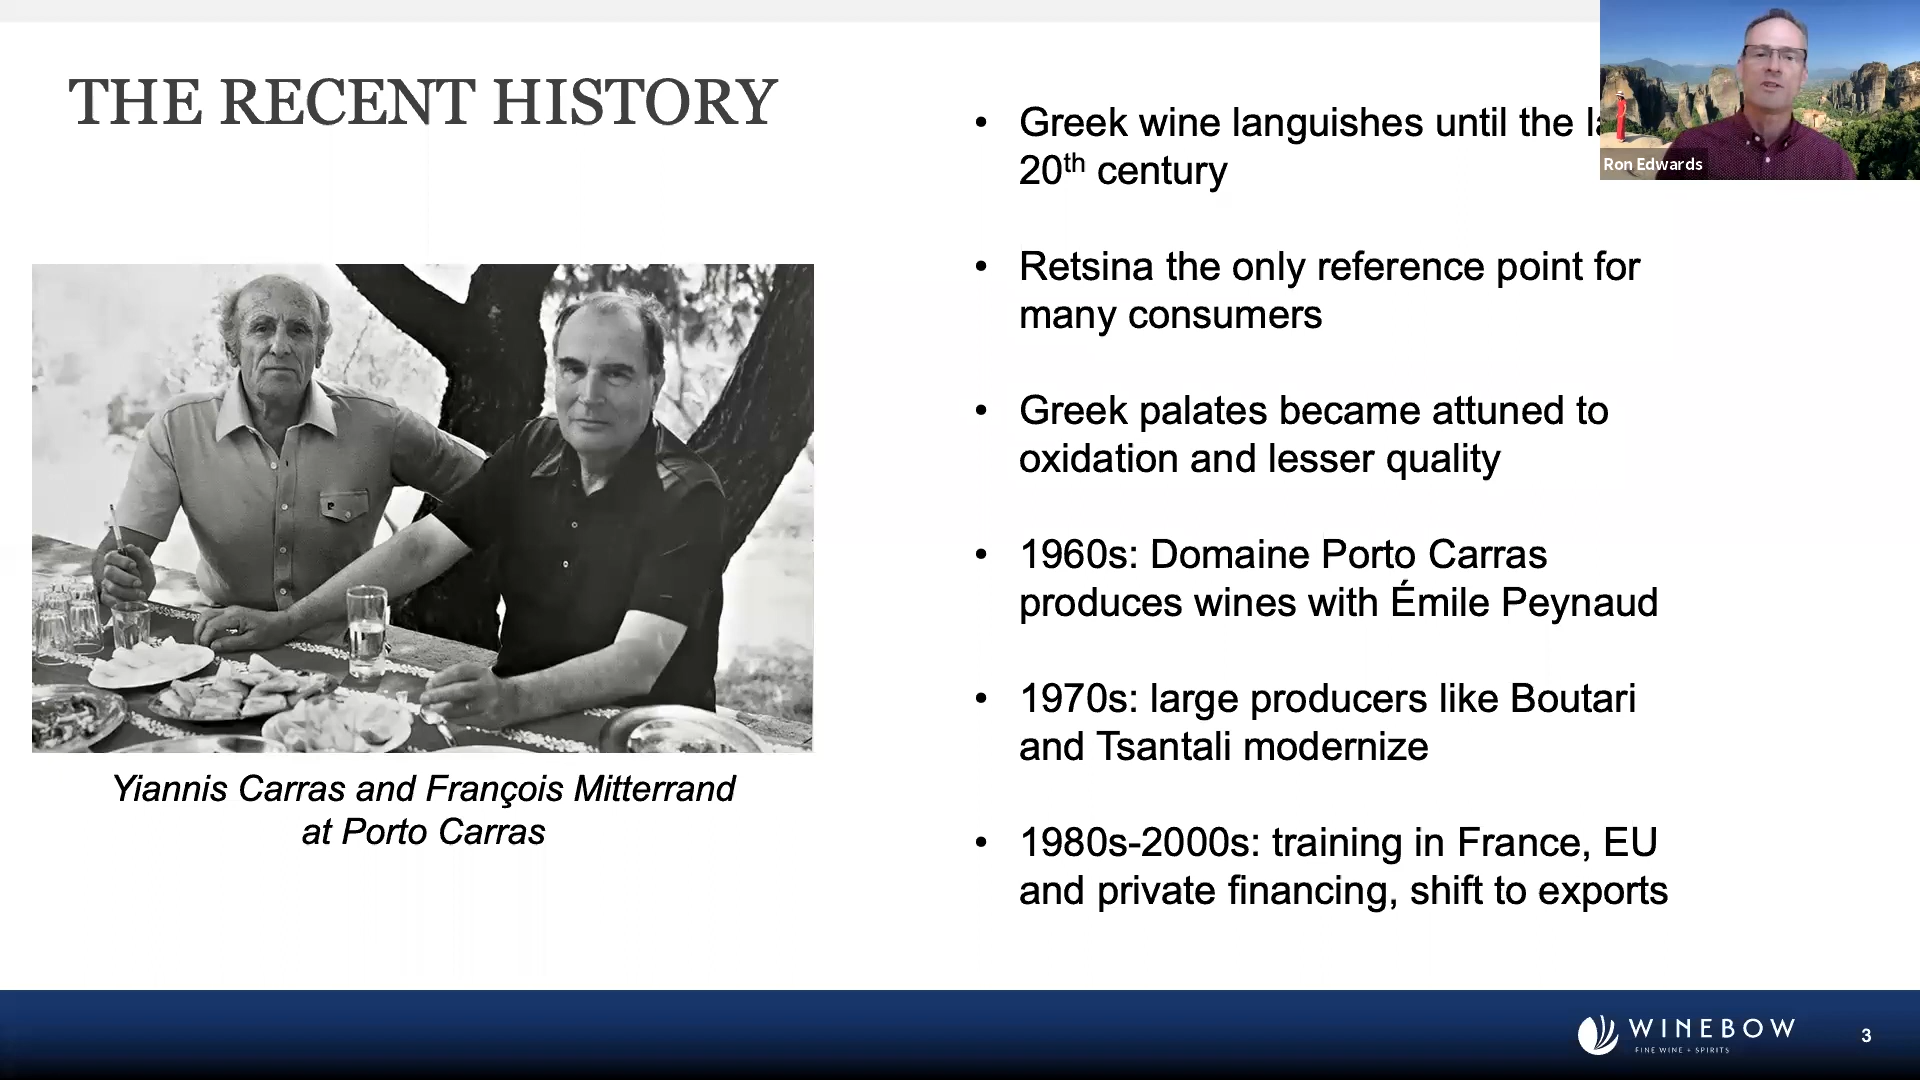 THE RECENT HISTORY
Yiannis Carras and François Mitterrand
at Porto Carras
• Greek wine languishes until the
20th century
• Retsina the only reference point for
many consumers
• Greek palates became attuned to
oxidation and lesser quality
• 1960s: Domaine Porto Carras
produces wines with Émile Peynaud
• 1970s: large producers like Boutari
and Tsantali modernize
• 1980s-2000s: training in France, EU
and private financing, shift to exports
Ron Edwards
WINEBOW
FINE WINE + SPIRITS
3